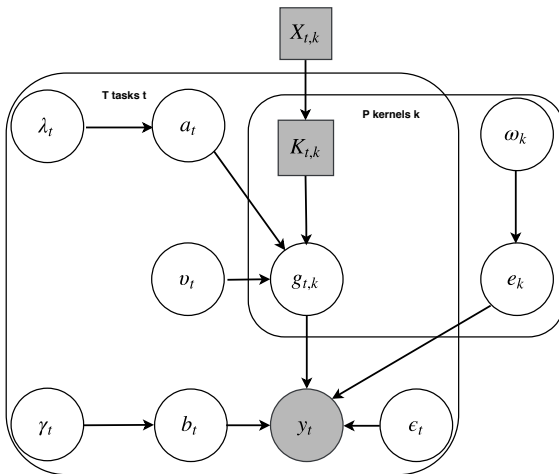 X_{t,k}
T tasks t
P kernels k
λ_t
a_t
K_{t,k}
ω_k
υ_t
g_{t,k}
e_k
γ_t
b_t
y_t
ϵ_t